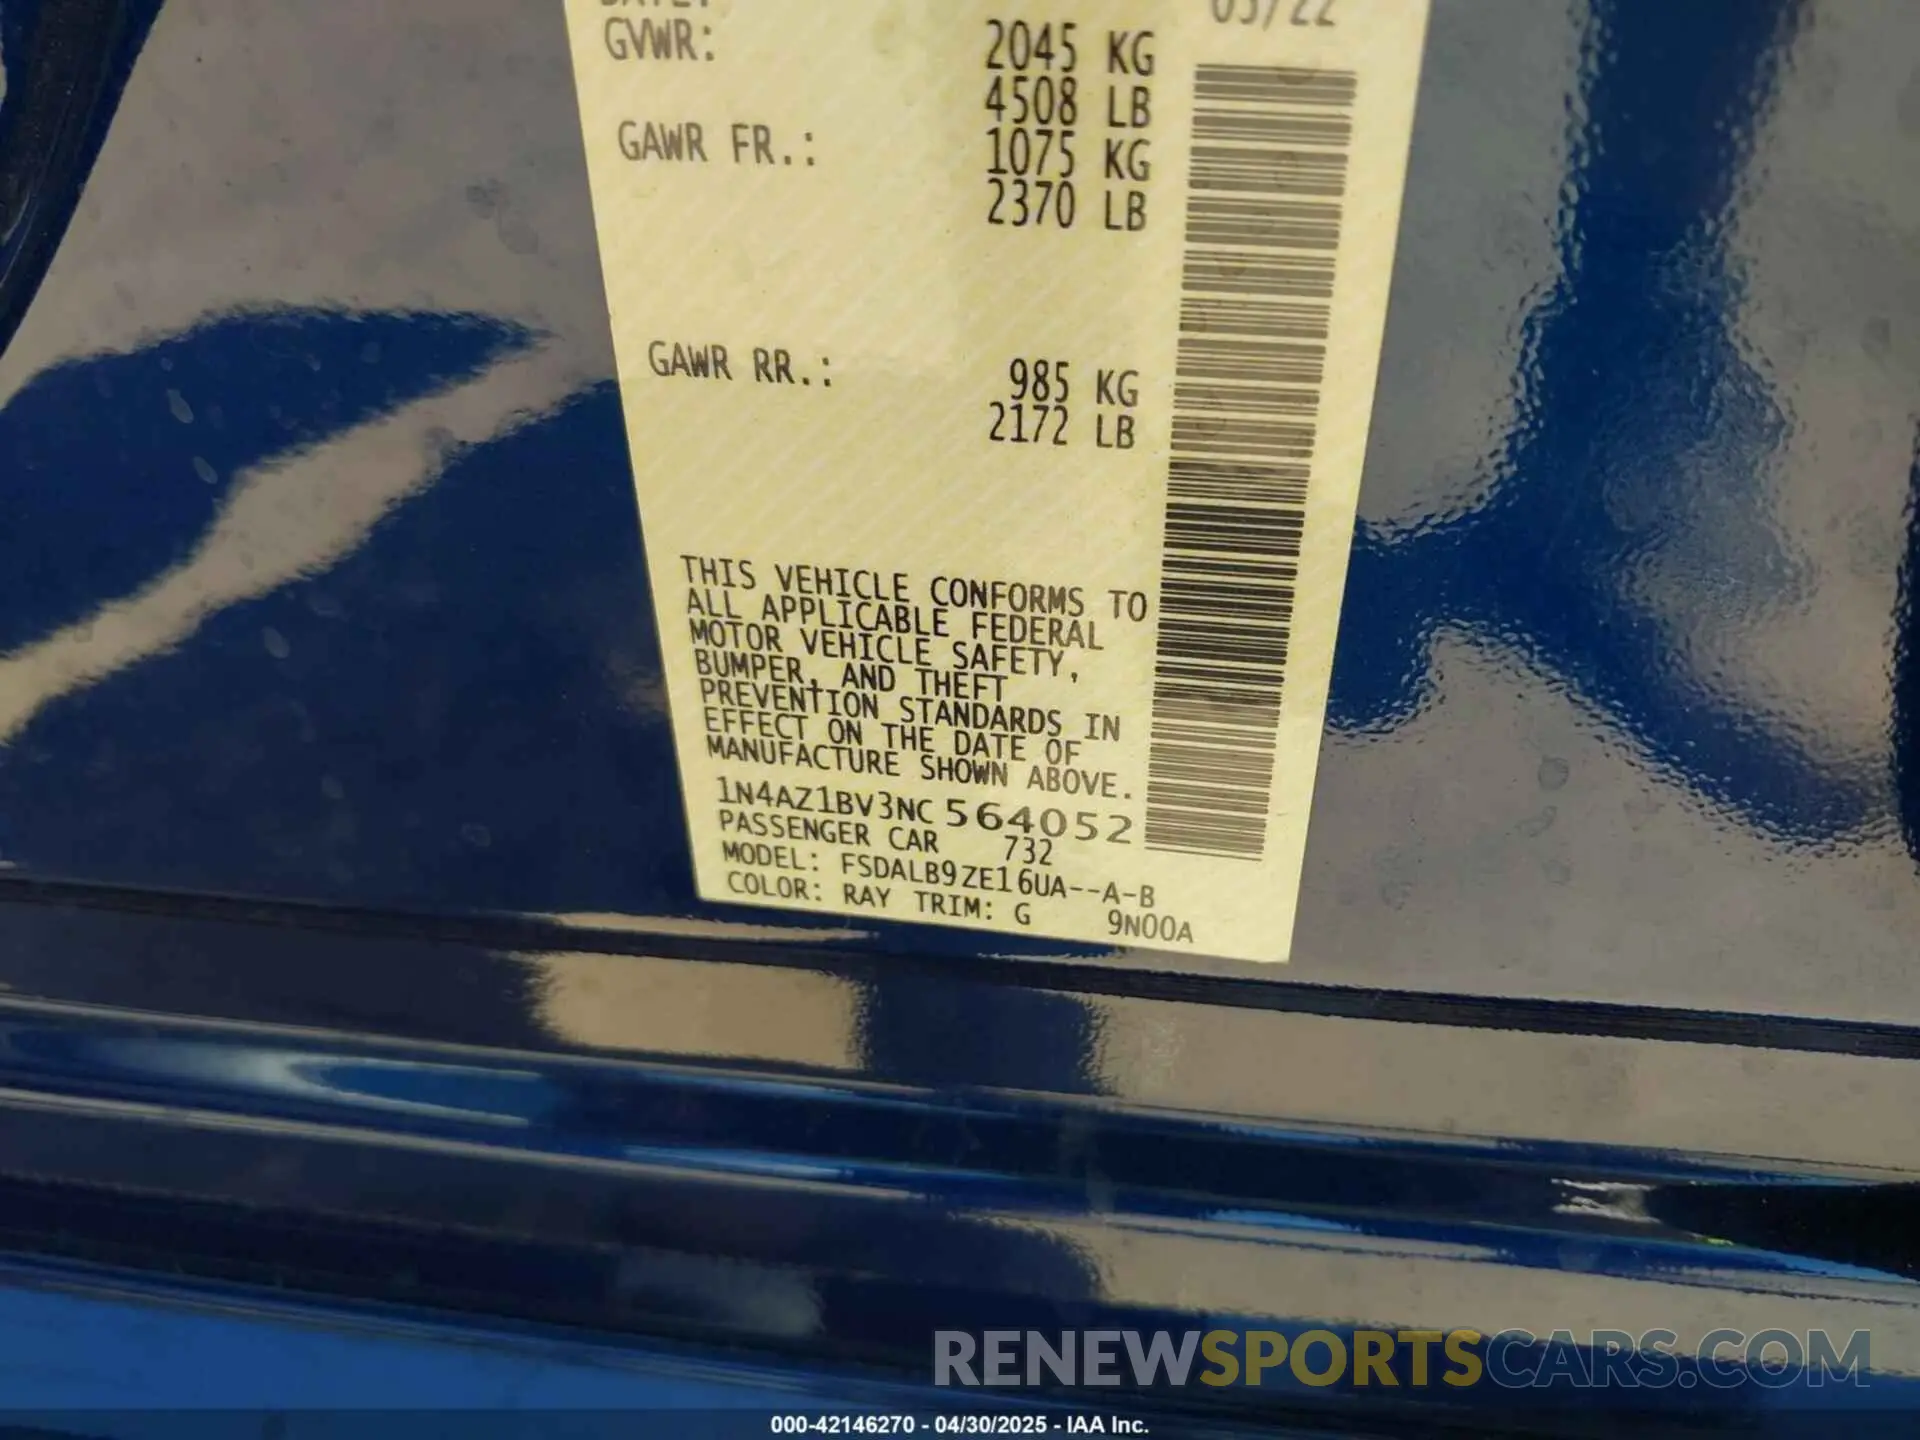 DATE: 05/22
GVWR: 2045 KG
4508 LB
GAWR FR.: 1075 KG
2370 LB
GAWR RR.: 985 KG
2172 LB
THIS VEHICLE CONFORMS TO
ALL APPLICABLE FEDERAL
MOTOR VEHICLE SAFETY,
BUMPER, AND THEFT
PREVENTION STANDARDS IN
EFFECT ON THE DATE OF
MANUFACTURE SHOWN ABOVE.
1N4AZ1BV3NC564052
PASSENGER CAR 732
MODEL: FSDALB9ZE16UA--A-B
COLOR: RAY TRIM: G 9N00A
RENEWSPORTSCARS.COM
000-42146270 - 04/30/2025 - IAA Inc.